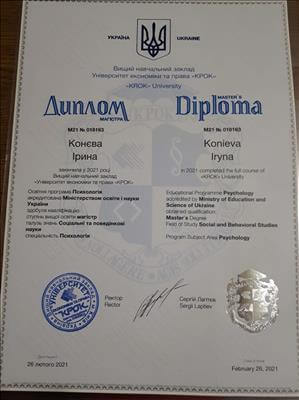 УКРАЇНА UKRAINE
Вищий навчальний заклад
Університет економіки та права «КРОК»
«KROK» University
Диплом МАГІСТРА
MASTER`S Diploma
М21 № 018163
M21 № 018163
Конєва
Ірина
Konieva
Iryna
закінчила у 2021 році
Вищий навчальний заклад
«Університет економіки та права «КРОК»
in 2021 completed the full course of
«KROK» University
Освітня програма Психологія
акредитована Міністерством освіти і науки
України
здобула кваліфікацію:
ступінь вищої освіти магістр
галузь знань Соціальні та поведінкові
науки
спеціальність Психологія
Educational Programme Psychology
accredited by Ministry of Education and
Science of Ukraine
obtained qualification:
Master's Degree
Field of Study Social and Behavioural Studies
Program Subject Area Psychology
Ректор
Rector
Сергій Лаптєв
Sergii Laptiev
26 лютого 2021
February 26, 2021
УНІВЕРСИТЕТ
КРОК